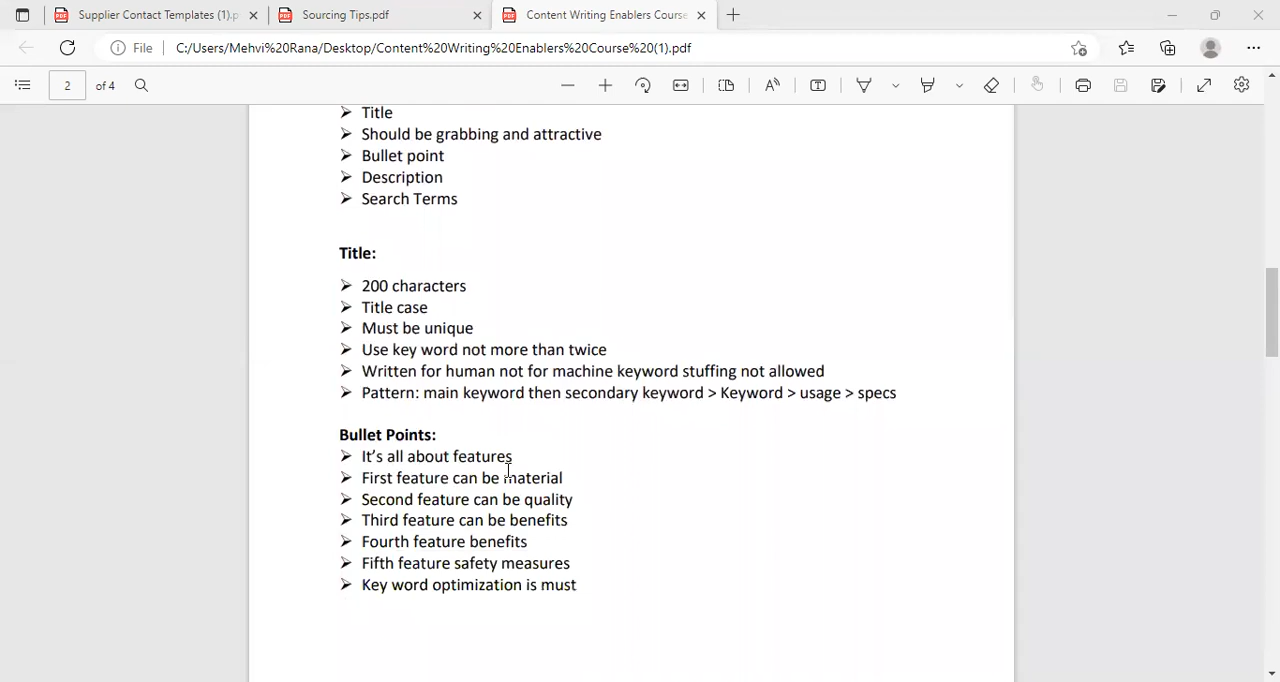 Supplier Contact Templates (1).p
Sourcing Tips.pdf
Content Writing Enablers Course
File
C:/Users/Mehvi%20Rana/Desktop/Content%20Writing%20Enablers%20Course%20(1).pdf
2 of 4
➢ Title
➢ Should be grabbing and attractive
➢ Bullet point
➢ Description
➢ Search Terms
Title:
➢ 200 characters
➢ Title case
➢ Must be unique
➢ Use key word not more than twice
➢ Written for human not for machine keyword stuffing not allowed
➢ Pattern: main keyword then secondary keyword > Keyword > usage > specs
Bullet Points:
➢ It's all about features
➢ First feature can be material
➢ Second feature can be quality
➢ Third feature can be benefits
➢ Fourth feature benefits
➢ Fifth feature safety measures
➢ Key word optimization is must